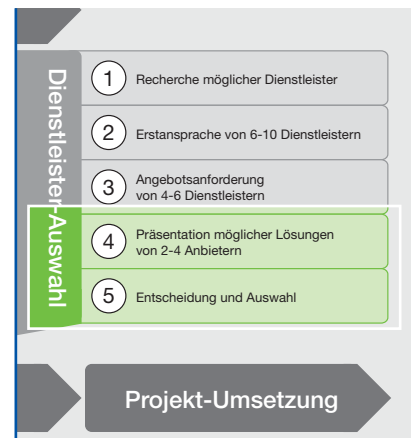 Dienstleister-Auswahl
1 Recherche möglicher Dienstleister
2 Erstansprache von 6-10 Dienstleistern
3 Angebotsanforderung
von 4-6 Dienstleistern
4 Präsentation möglicher Lösungen
von 2-4 Anbietern
5 Entscheidung und Auswahl
Projekt-Umsetzung